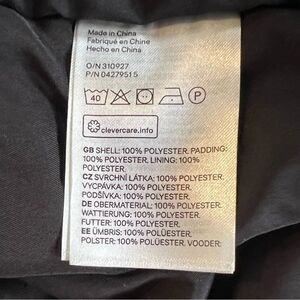 Made in China
Fabriqué en Chine
Hecho en China
O/N 310927
P/N 04279515
40 P
clevercare.info
GB SHELL: 100% POLYESTER. PADDING:
100% POLYESTER. LINING: 100%
POLYESTER.
CZ SVRCHNÍ LÁTKA: 100% POLYESTER.
VYCPÁVKA: 100% POLYESTER.
PODŠÍVKA: 100% POLYESTER.
DE OBERMATERIAL: 100% POLYESTER.
WATTIERUNG: 100% POLYESTER.
FUTTER: 100% POLYESTER.
EE ÜMBRIS: 100% POLÜESTER.
POLSTER: 100% POLÜESTER. VOODER: